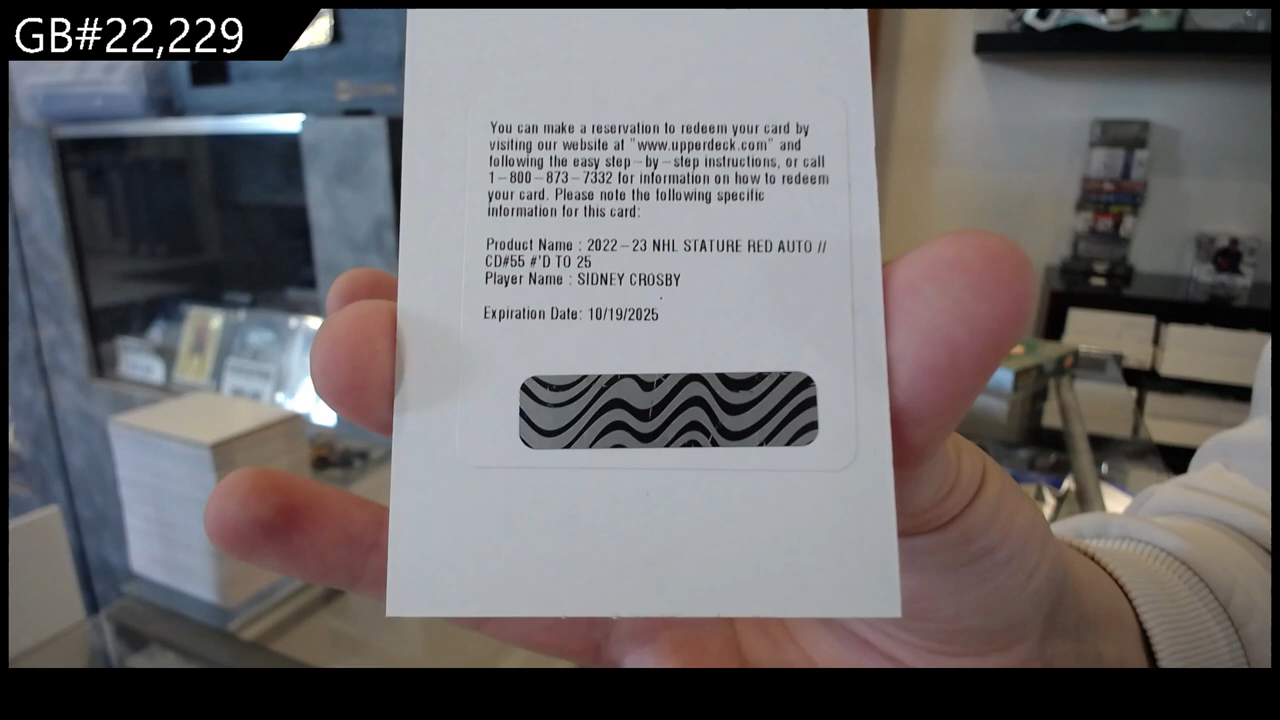 GB#22,229
You can make a reservation to redeem your card by
visiting our website at "www.upperdeck.com" and
following the easy step-by-step instructions, or call
1-800-873-7332 for information on how to redeem
your card. Please note the following specific
information for this card:
Product Name : 2022-23 NHL STATURE RED AUTO //
CD#55 #'D TO 25
Player Name : SIDNEY CROSBY
Expiration Date: 10/19/2025